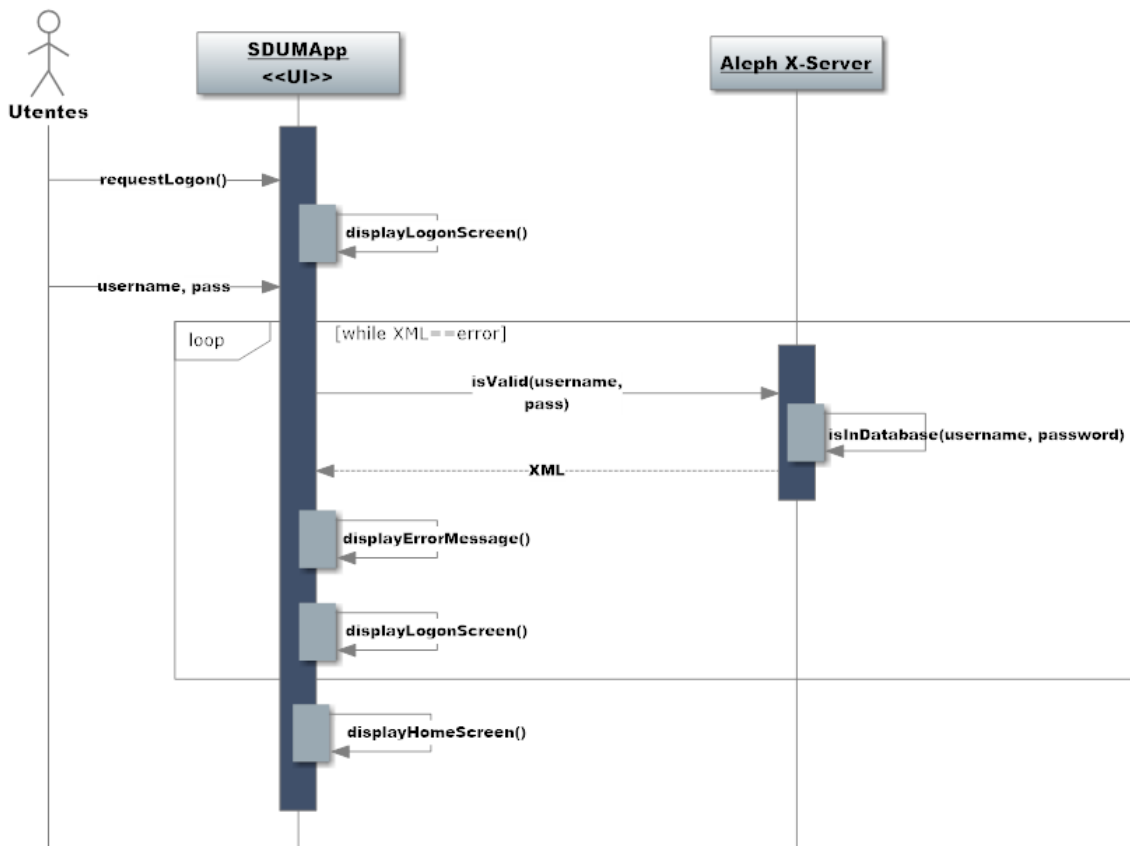 SDUMApp
<<UI>>
Aleph X-Server
Utentes
requestLogon()
displayLogonScreen()
username, pass
loop
[while XML==error]
isValid(username,
pass)
isInDatabase(username, password)
XML
displayErrorMessage()
displayLogonScreen()
displayHomeScreen()